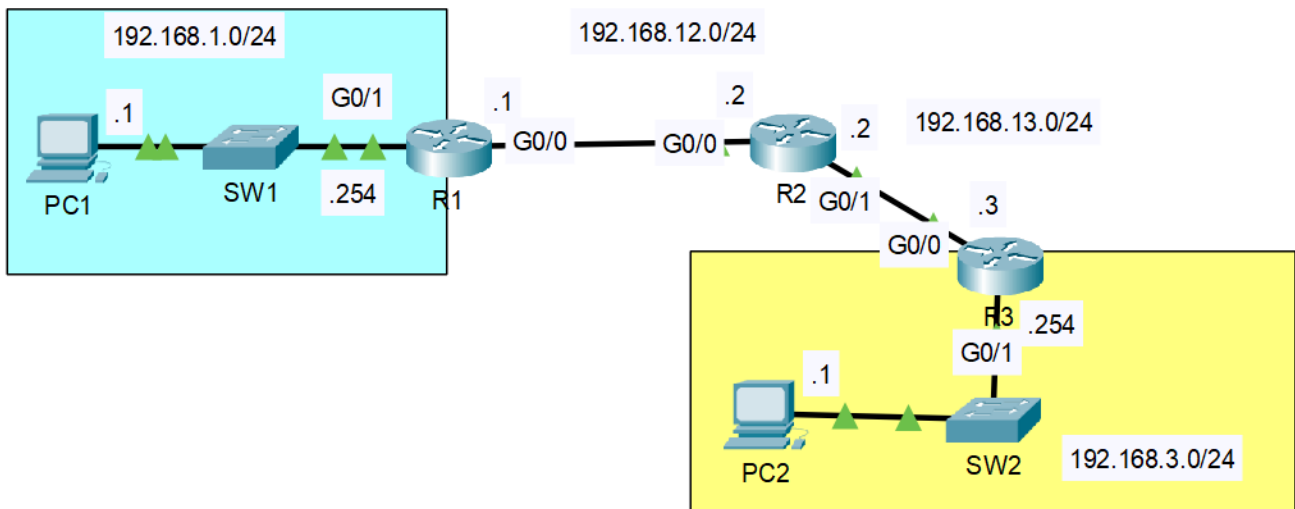 192.168.1.0/24
192.168.12.0/24
.1
G0/1
.1
.2
.2
192.168.13.0/24
G0/0
G0/0
PC1
SW1
.254
R1
R2
G0/1
.3
G0/0
R3
.254
G0/1
.1
PC2
SW2
192.168.3.0/24